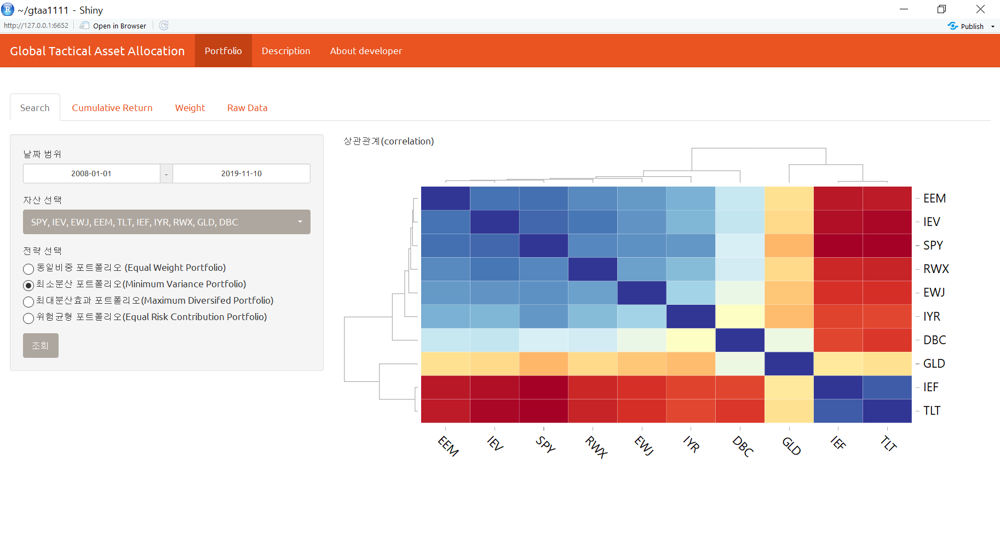 ~/gtaa1111 - Shiny
http://127.0.0.1:6652 Open in Browser Publish
Global Tactical Asset Allocation Portfolio Description About developer
Search Cumulative Return Weight Raw Data
날짜 범위
2008-01-01 - 2019-11-10
자산 선택
SPY, IEV, EWJ, EEM, TLT, IEF, IYR, RWX, GLD, DBC
전략 선택
동일비중 포트폴리오 (Equal Weight Portfolio)
최소분산 포트폴리오(Minimum Variance Portfolio)
최대분산효과 포트폴리오(Maximum Diversifed Portfolio)
위험균형 포트폴리오(Equal Risk Contribution Portfolio)
조회
상관관계(correlation)
EEM
IEV
SPY
RWX
EWJ
IYR
DBC
GLD
IEF
TLT
EEM IEV SPY RWX EWJ IYR DBC GLD IEF TLT